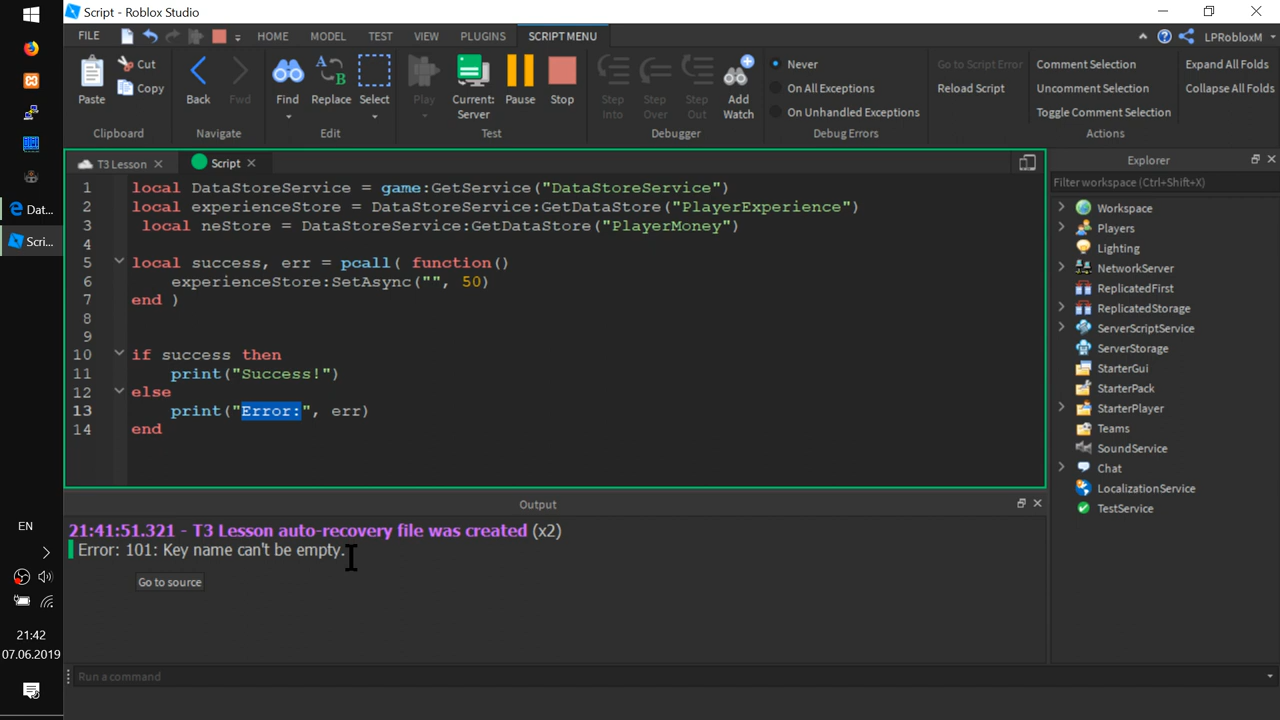 Script - Roblox Studio
FILE HOME MODEL TEST VIEW PLUGINS SCRIPT MENU LPRobloxM
Paste Cut Copy Clipboard
Back Fwd Navigate
Find Replace Select Edit
Play Current: Server Pause Stop Test
Step Into Step Over Step Out Add Watch Debugger
Never
On All Exceptions
On Unhandled Exceptions
Debug Errors
Go to Script Error
Reload Script
Comment Selection
Uncomment Selection
Toggle Comment Selection
Expand All Folds
Collapse All Folds
Actions
Dat...
Scri...
T3 Lesson Script
1 local DataStoreService = game:GetService("DataStoreService")
2 local experienceStore = DataStoreService:GetDataStore("PlayerExperience")
3 local neStore = DataStoreService:GetDataStore("PlayerMoney")
4
5 local success, err = pcall( function()
6 experienceStore:SetAsync("", 50)
7 end )
8
9
10 if success then
11 print("Success!")
12 else
13 print("Error:", err)
14 end
Explorer
Filter workspace (Ctrl+Shift+X)
Workspace
Players
Lighting
NetworkServer
ReplicatedFirst
ReplicatedStorage
ServerScriptService
ServerStorage
StarterGui
StarterPack
StarterPlayer
Teams
SoundService
Chat
LocalizationService
TestService
Output
21:41:51.321 - T3 Lesson auto-recovery file was created (x2)
Error: 101: Key name can't be empty.
Go to source
Run a command
EN
21:42
07.06.2019